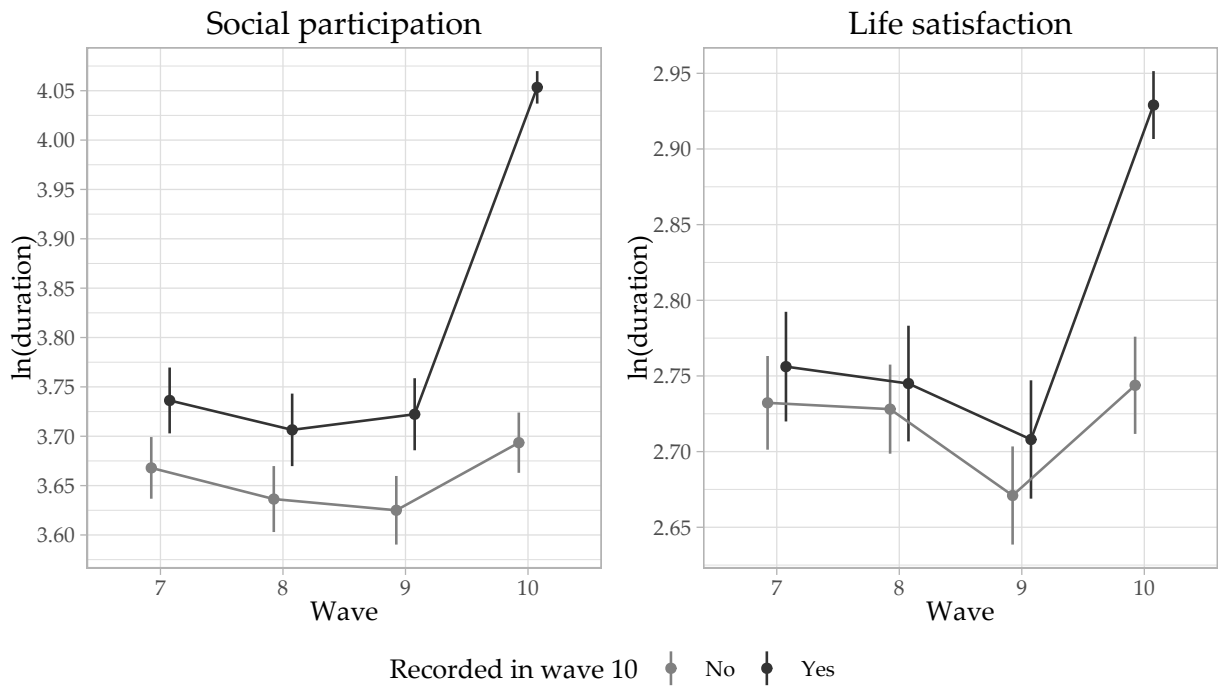 Social participation
ln(duration)
4.05
4.00
3.95
3.90
3.85
3.80
3.75
3.70
3.65
3.60
7 8 9 10
Wave
Life satisfaction
ln(duration)
2.95
2.90
2.85
2.80
2.75
2.70
2.65
7 8 9 10
Wave
Recorded in wave 10 No Yes